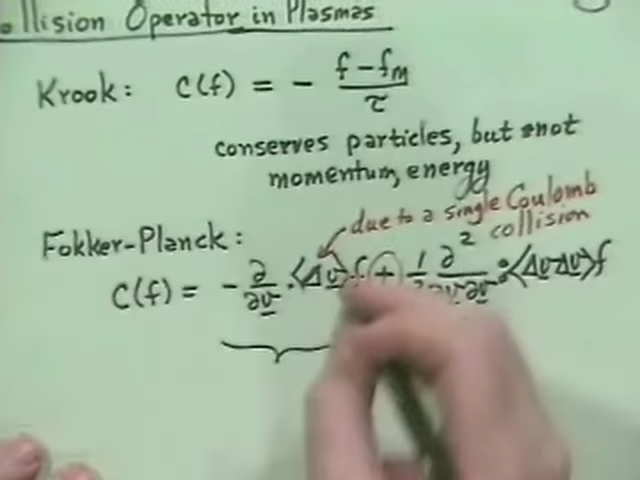 llision Operator in Plasmas
Krook: C(f) = - (f - f_M)/τ
conserves particles, but not
momentum, energy
due to a single Coulomb
collision
Fokker-Planck:
C(f) = - ∂/∂v · <Δv> f + 1/2 ∂²/∂v∂v : <ΔvΔv> f